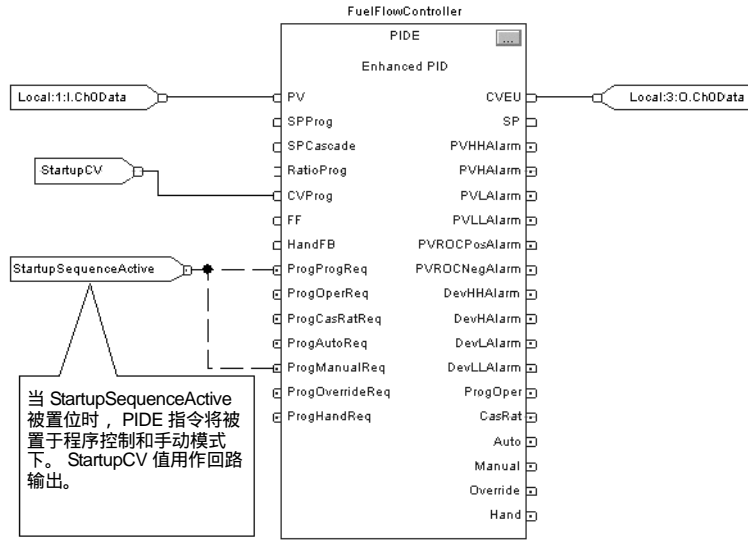 FuelFlowController
PIDE
...
Enhanced PID
Local:1:I.Ch0Data
PV
CVEU
Local:3:O.Ch0Data
SPProg
SP
SPCascade
PVHHAlarm
StartupCV
RatioProg
PVHAlarm
CVProg
PVLAlarm
FF
PVLLAlarm
HandFB
PVROCPosAlarm
StartupSequenceActive
ProgProgReq
PVROCNegAlarm
ProgOperReq
DevHHAlarm
ProgCasRatReq
DevHAlarm
ProgAutoReq
DevLAlarm
ProgManualReq
DevLLAlarm
ProgOverrideReq
ProgOper
ProgHandReq
CasRat
Auto
Manual
Override
Hand
当 StartupSequenceActive
被置位时，PIDE 指令将被
置于程序控制和手动模式
下。 StartupCV 值用作回路
输出。